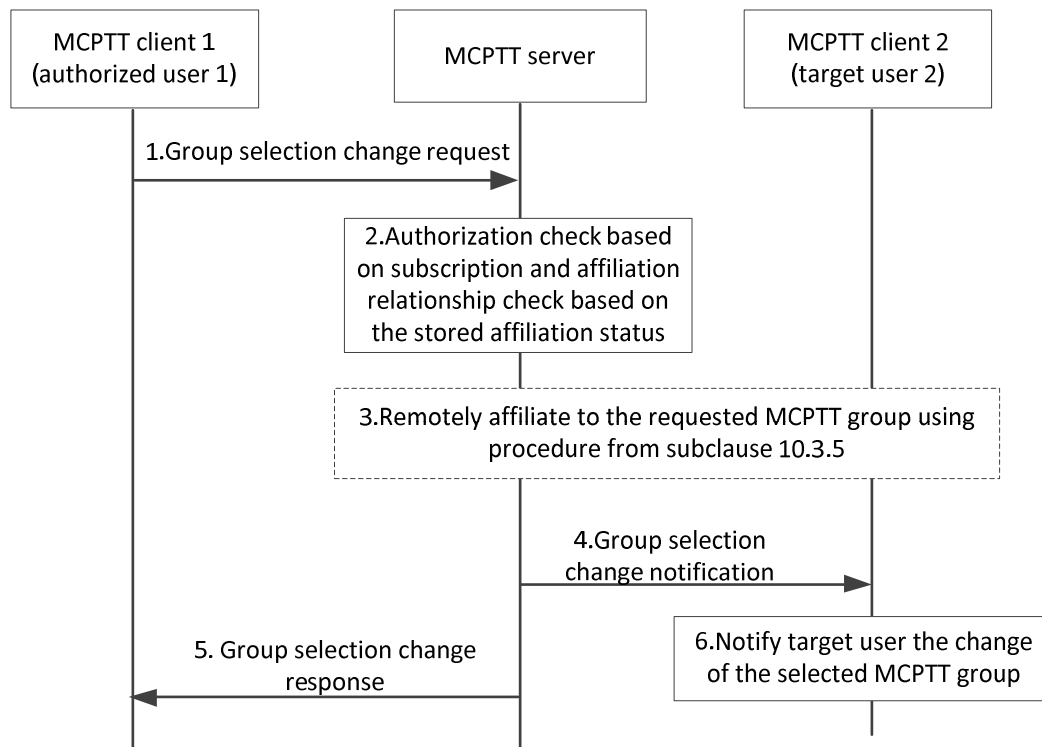 MCPTT client 1
(authorized user 1)
MCPTT server
MCPTT client 2
(target user 2)
1.Group selection change request
2.Authorization check based
on subscription and affiliation
relationship check based on
the stored affiliation status
3.Remotely affiliate to the requested MCPTT group using
procedure from subclause 10.3.5
4.Group selection
change notification
5. Group selection change
response
6.Notify target user the change
of the selected MCPTT group